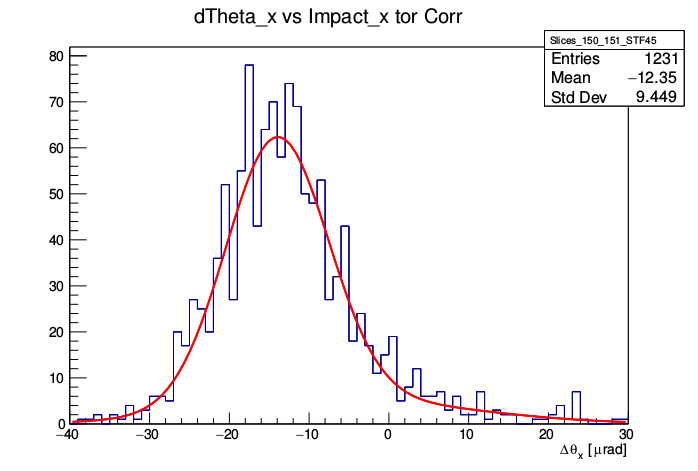 dTheta_x vs Impact_x tor Corr
Slices_150_151_STF45
Entries 1231
Mean −12.35
Std Dev 9.449
80
70
60
50
40
30
20
10
0
−40 −30 −20 −10 0 10 20 30
Δθx [μrad]